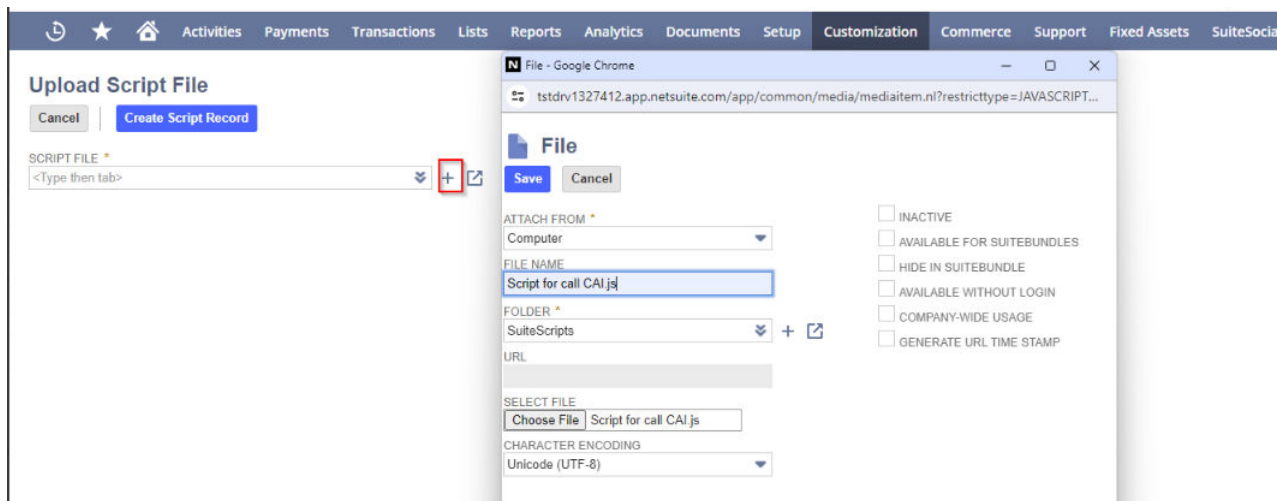 Activities Payments Transactions Lists Reports Analytics Documents Setup Customization Commerce Support Fixed Assets SuiteSocia
Upload Script File
Cancel Create Script Record
SCRIPT FILE *
<Type then tab>
N File - Google Chrome
tstdrv1327412.app.netsuite.com/app/common/media/mediaitem.nl?restricttype=JAVASCRIPT...
File
Save Cancel
ATTACH FROM *
Computer
FILE NAME
Script for call CAI.js
FOLDER *
SuiteScripts
URL
SELECT FILE
Choose File Script for call CAI.js
CHARACTER ENCODING
Unicode (UTF-8)
INACTIVE
AVAILABLE FOR SUITEBUNDLES
HIDE IN SUITEBUNDLE
AVAILABLE WITHOUT LOGIN
COMPANY-WIDE USAGE
GENERATE URL TIME STAMP